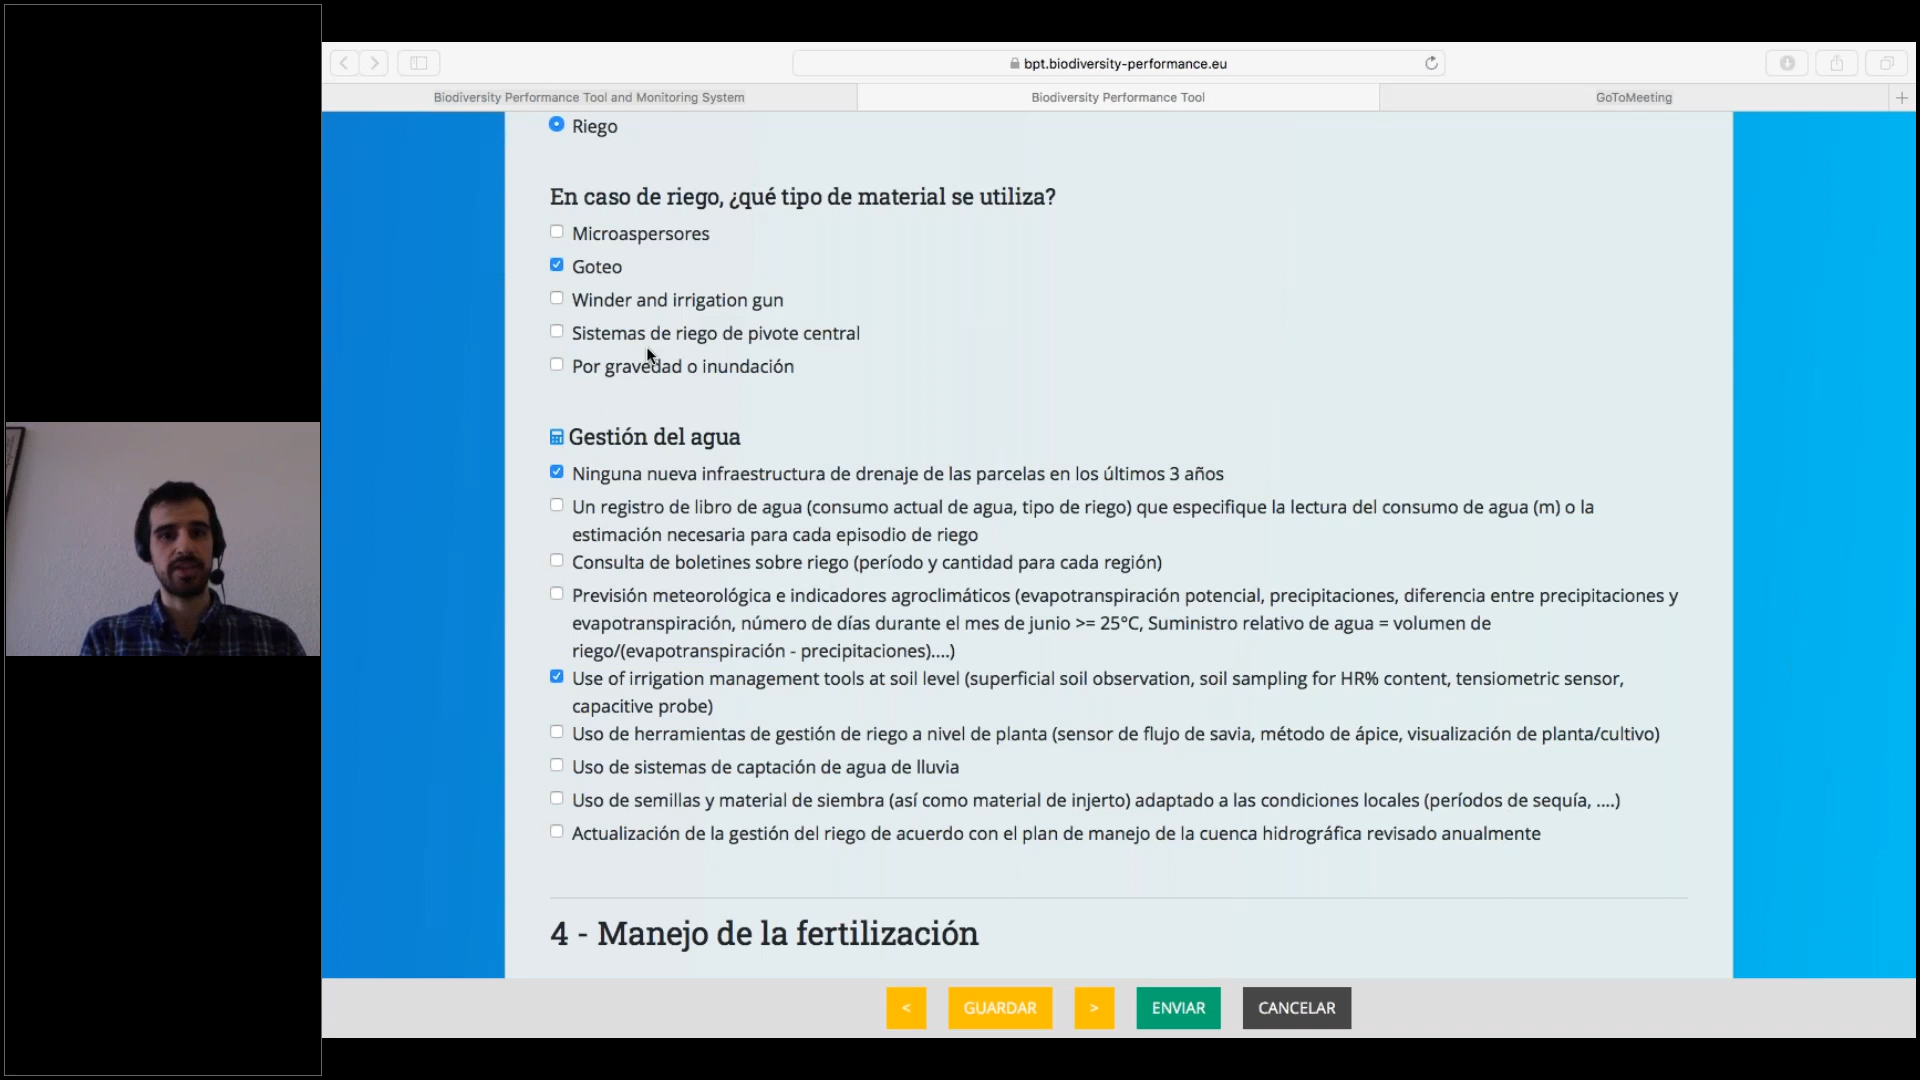 bpt.biodiversity-performance.eu
Biodiversity Performance Tool and Monitoring System
Biodiversity Performance Tool
GoToMeeting
Riego
En caso de riego, ¿qué tipo de material se utiliza?
Microaspersores
Goteo
Winder and irrigation gun
Sistemas de riego de pivote central
Por gravedad o inundación
Gestión del agua
Ninguna nueva infraestructura de drenaje de las parcelas en los últimos 3 años
Un registro de libro de agua (consumo actual de agua, tipo de riego) que especifique la lectura del consumo de agua (m) o la
estimación necesaria para cada episodio de riego
Consulta de boletines sobre riego (período y cantidad para cada región)
Previsión meteorológica e indicadores agroclimáticos (evapotranspiración potencial, precipitaciones, diferencia entre precipitaciones y
evapotranspiración, número de días durante el mes de junio >= 25°C, Suministro relativo de agua = volumen de
riego/(evapotranspiración - precipitaciones)....)
Use of irrigation management tools at soil level (superficial soil observation, soil sampling for HR% content, tensiometric sensor,
capacitive probe)
Uso de herramientas de gestión de riego a nivel de planta (sensor de flujo de savia, método de ápice, visualización de planta/cultivo)
Uso de sistemas de captación de agua de lluvia
Uso de semillas y material de siembra (así como material de injerto) adaptado a las condiciones locales (períodos de sequía, ....)
Actualización de la gestión del riego de acuerdo con el plan de manejo de la cuenca hidrográfica revisado anualmente
4 - Manejo de la fertilización
< GUARDAR > ENVIAR CANCELAR